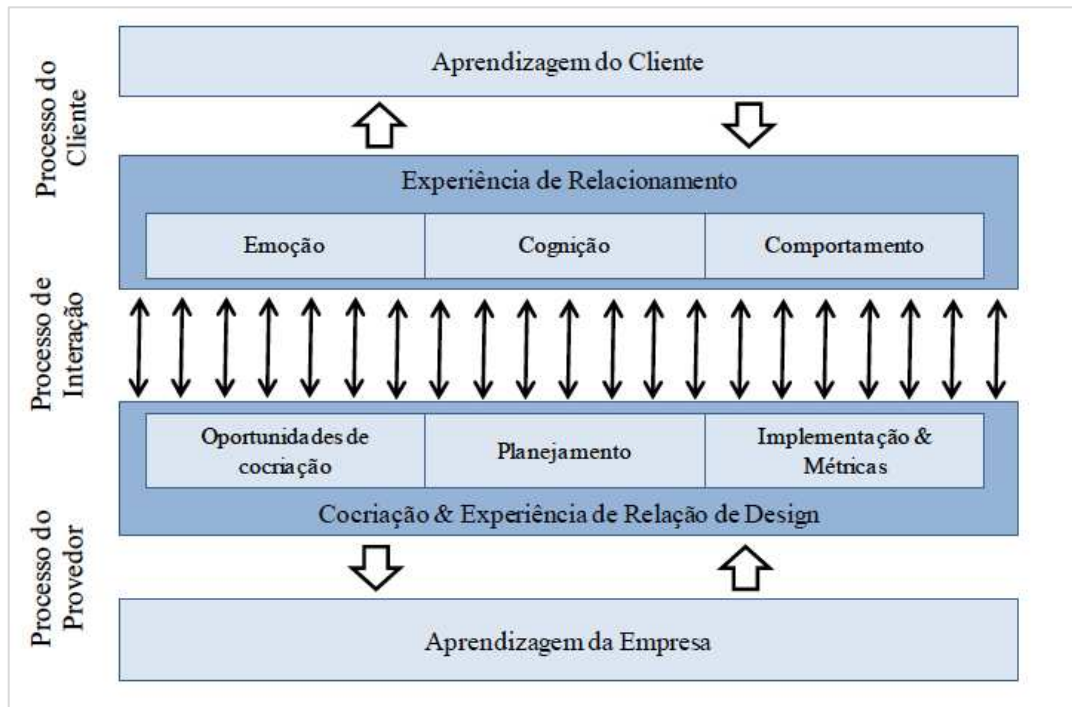 Processo do
Cliente
Aprendizagem do Cliente
Experiência de Relacionamento
Emoção
Cognição
Comportamento
Processo de
Interação
Oportunidades de
cocriação
Planejamento
Implementação &
Métricas
Cocriação & Experiência de Relação de Design
Processo do
Provedor
Aprendizagem da Empresa